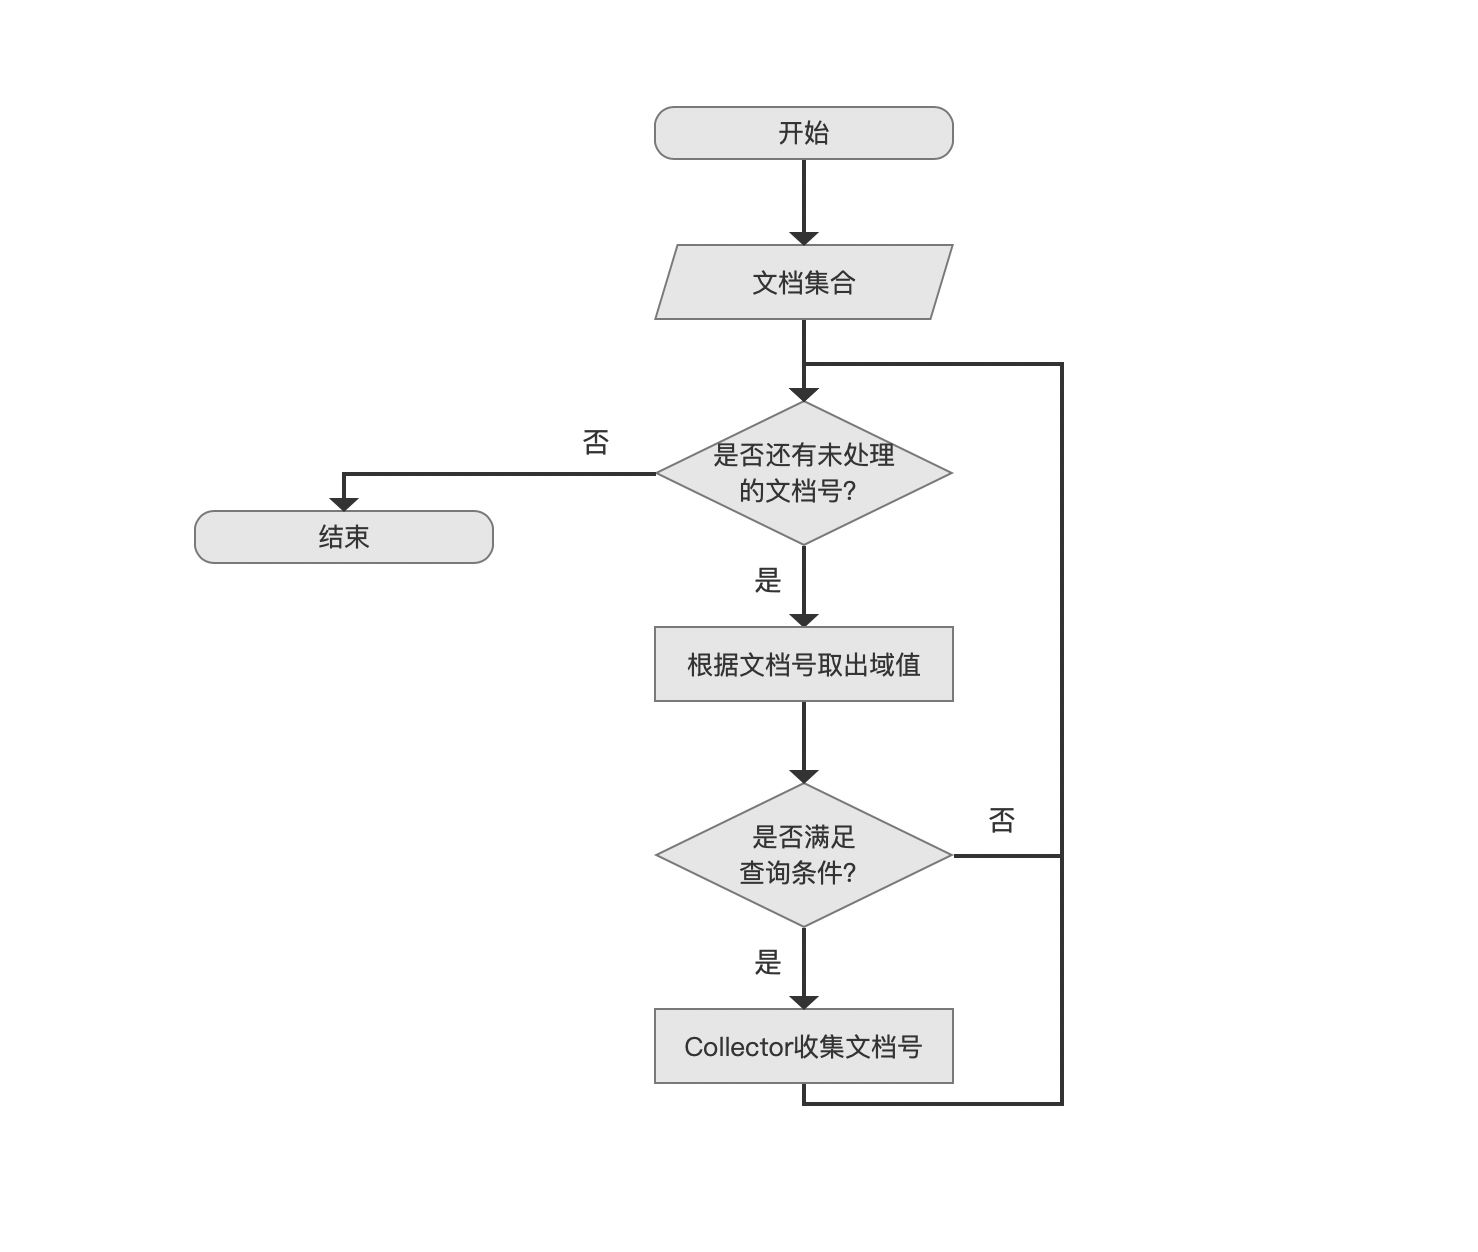 开始
文档集合
否
是否还有未处理
的文档号?
结束
是
根据文档号取出域值
否
是否满足
查询条件?
是
Collector收集文档号